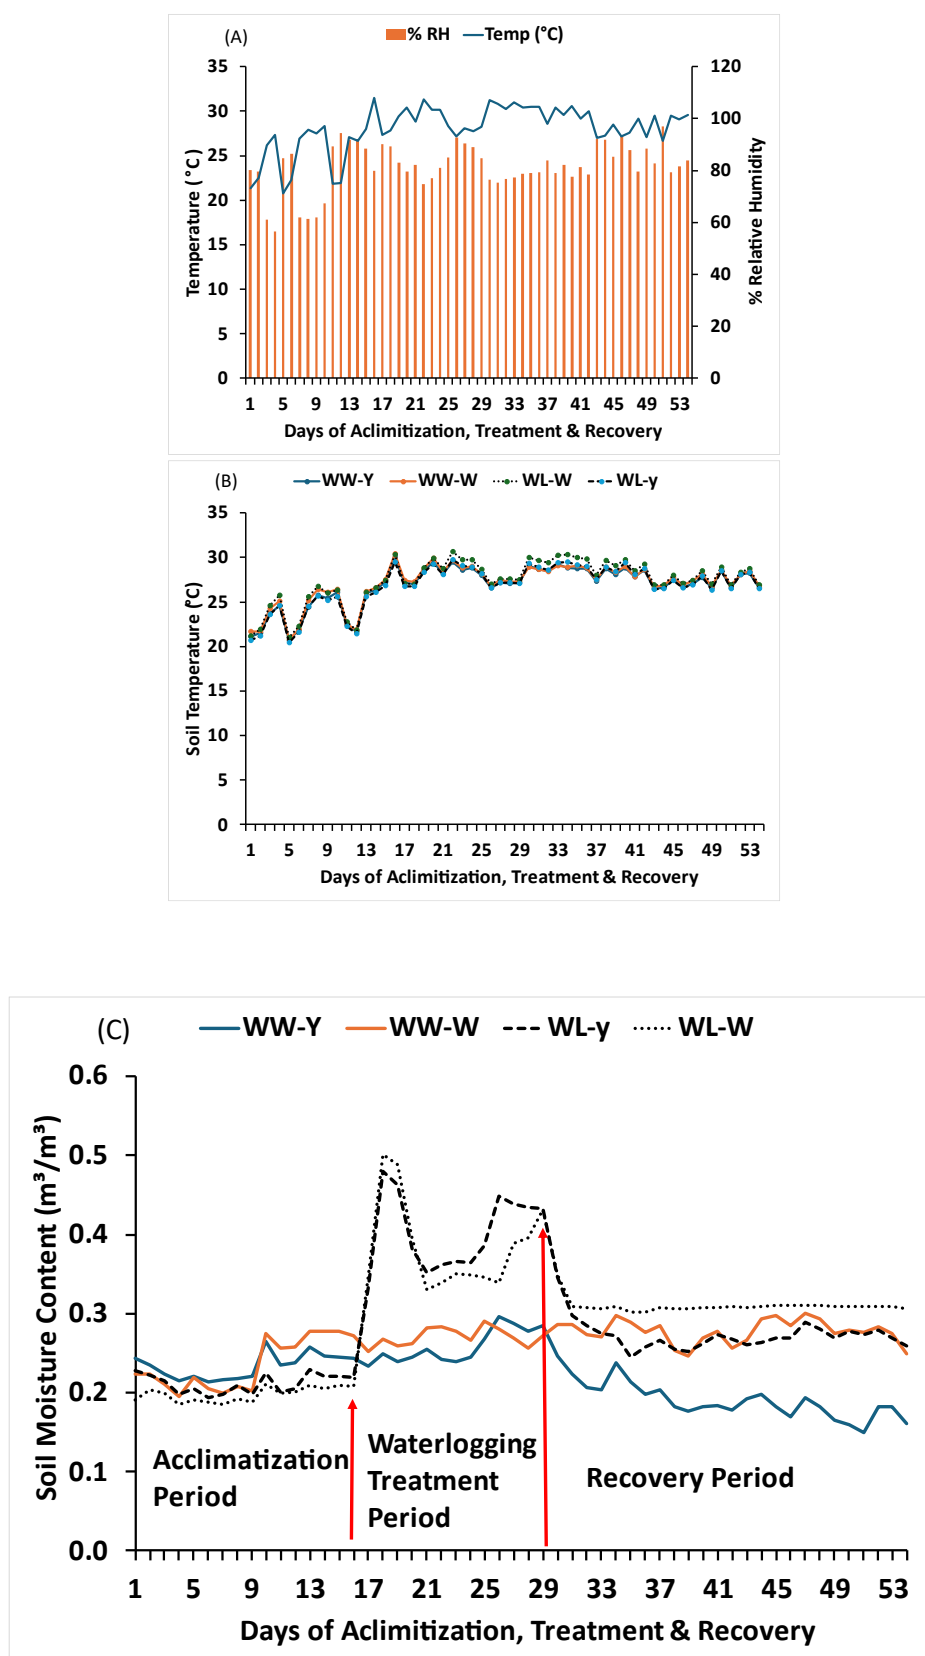 (A)
% RH Temp (°C)
35 120
30 100
25 80
20
15 60
10 40
5 20
0 0
Temperature ( °C )
% Relative Humidity
1 5 9 13 17 21 25 29 33 37 41 45 49 53
Days of Aclimitization, Treatment & Recovery
(B)
WW-Y WW-W WL-W WL-y
35
30
25
20
15
10
5
0
Soil Temperature (°C)
1 5 9 13 17 21 25 29 33 37 41 45 49 53
Days of Aclimitization, Treatment & Recovery
(C)
WW-Y WW-W WL-y WL-W
0.6
0.5
0.4
0.3
0.2
0.1
0.0
Soil Moisture Content (m³/m³)
Acclimatization
Period
Waterlogging
Treatment
Period
Recovery Period
1 5 9 13 17 21 25 29 33 37 41 45 49 53
Days of Aclimitization, Treatment & Recovery